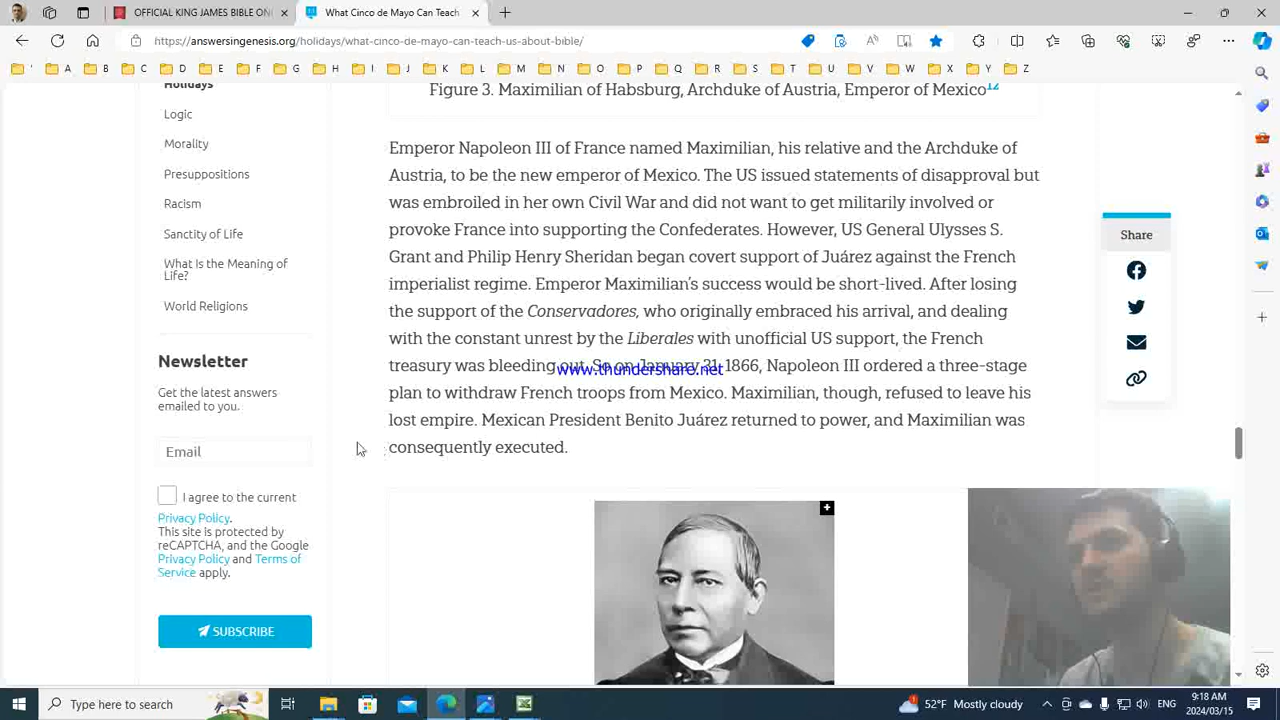 OFFICIAL KING JAMES BIBLE ON
What Cinco de Mayo Can Teach
https://answersingenesis.org/holidays/what-cinco-de-mayo-can-teach-us-about-bible/
' A B C D E F G H I J K L M N O P Q R S T U V W X Y Z
Holidays
Logic
Morality
Presuppositions
Racism
Sanctity of Life
What Is the Meaning of
Life?
World Religions
Newsletter
Get the latest answers
emailed to you.
Email
I agree to the current
Privacy Policy.
This site is protected by
reCAPTCHA, and the Google
Privacy Policy and Terms of
Service apply.
SUBSCRIBE
Figure 3. Maximilian of Habsburg, Archduke of Austria, Emperor of Mexico12
Emperor Napoleon III of France named Maximilian, his relative and the Archduke of
Austria, to be the new emperor of Mexico. The US issued statements of disapproval but
was embroiled in her own Civil War and did not want to get militarily involved or
provoke France into supporting the Confederates. However, US General Ulysses S.
Grant and Philip Henry Sheridan began covert support of Juárez against the French
imperialist regime. Emperor Maximilian's success would be short-lived. After losing
the support of the Conservadores, who originally embraced his arrival, and dealing
with the constant unrest by the Liberales with unofficial US support, the French
treasury was bleeding out. So on January 31, 1866, Napoleon III ordered a three-stage
www.thundershare.net
plan to withdraw French troops from Mexico. Maximilian, though, refused to leave his
lost empire. Mexican President Benito Juárez returned to power, and Maximilian was
consequently executed.
Share
Type here to search
52°F Mostly cloudy
ENG
9:18 AM
2024/03/15